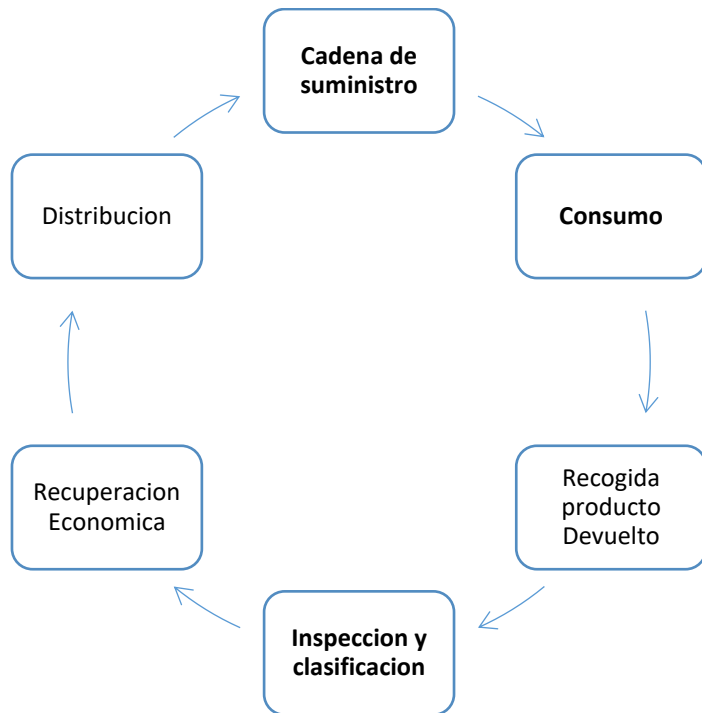 Cadena de
suministro
Consumo
Recogida
producto
Devuelto
Inspeccion y
clasificacion
Recuperacion
Economica
Distribucion